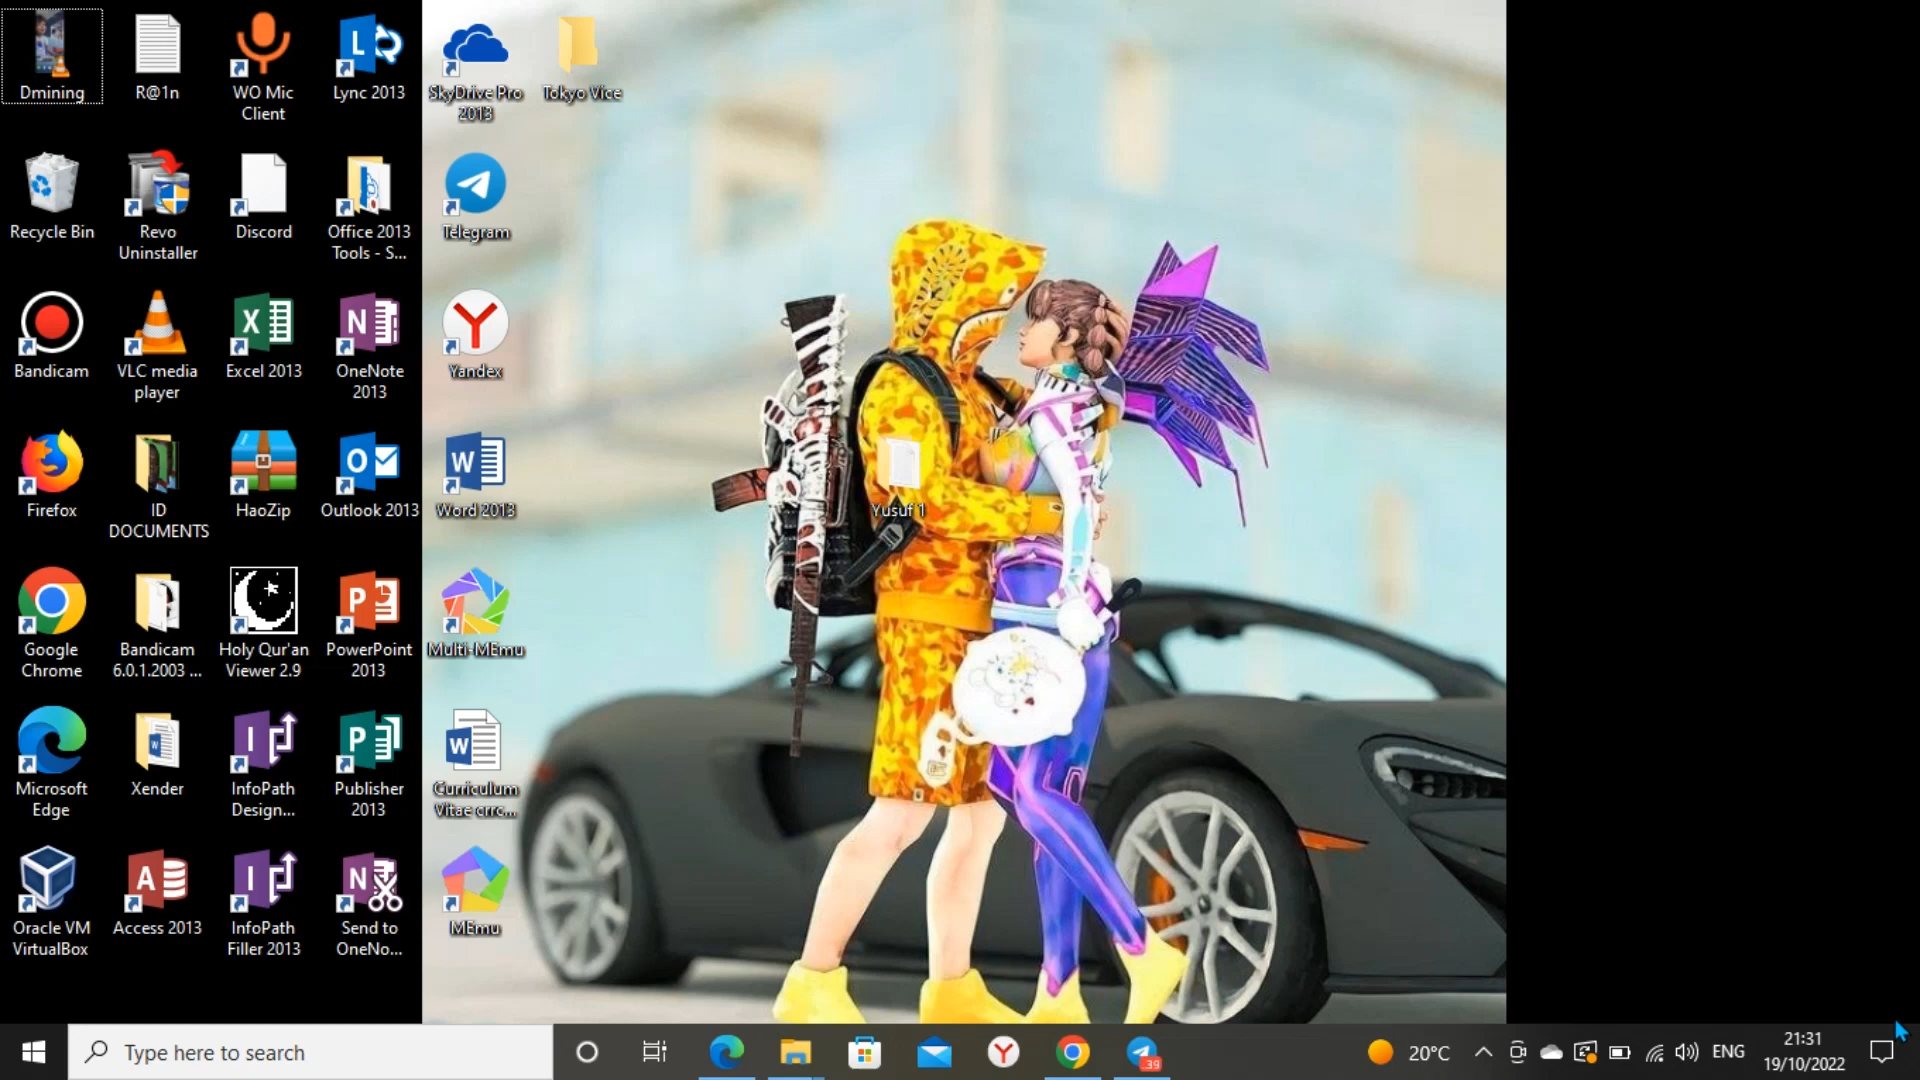 Dmining
R@1n
WO Mic
Client
Lync 2013
SkyDrive Pro
2013
Tokyo Vice
Recycle Bin
Revo
Uninstaller
Discord
Office 2013
Tools - S...
Telegram
Bandicam
VLC media
player
Excel 2013
OneNote
2013
Yandex
Firefox
ID
DOCUMENTS
HaoZip
Outlook 2013
Word 2013
Yusuf 1
Google
Chrome
Bandicam
6.0.1.2003 ...
Holy Qur'an
Viewer 2.9
PowerPoint
2013
Multi-MEmu
Microsoft
Edge
Xender
InfoPath
Design...
Publisher
2013
Curriculum
Vitae crrc...
Oracle VM
VirtualBox
Access 2013
InfoPath
Filler 2013
Send to
OneNo...
MEmu
Type here to search
39
20°C
ENG
21:31
19/10/2022